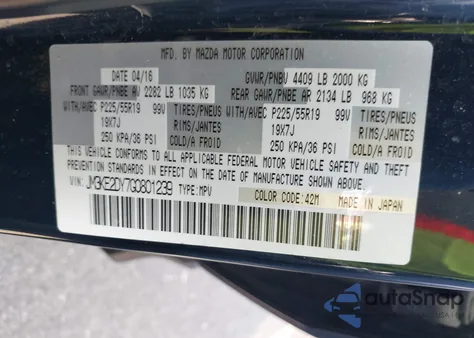 MFD. BY MAZDA MOTOR CORPORATION
DATE 04/16 GVWR/PNBV 4409 LB 2000 KG
FRONT GAWR/PNBE AV 2282 LB 1035 KG REAR GAWR/PNBE AR 2134 LB 968 KG
WITH/AVEC P225/55R19 99V TIRES/PNEUS WITH/AVEC P225/55R19 99V TIRES/PNEUS
19X7J RIMS/JANTES 19X7J RIMS/JANTES
250 KPA/36 PSI COLD/A FROID 250 KPA/36 PSI COLD/A FROID
THIS VEHICLE CONFORMS TO ALL APPLICABLE FEDERAL MOTOR VEHICLE SAFETY AND THEFT
PREVENTION STANDARDS IN EFFECT ON THE DATE OF MANUFACTURE SHOWN ABOVE.
VIN: JM3KE2DY7G0801239 TYPE:MPV COLOR CODE:42M MADE IN JAPAN
autoSnap